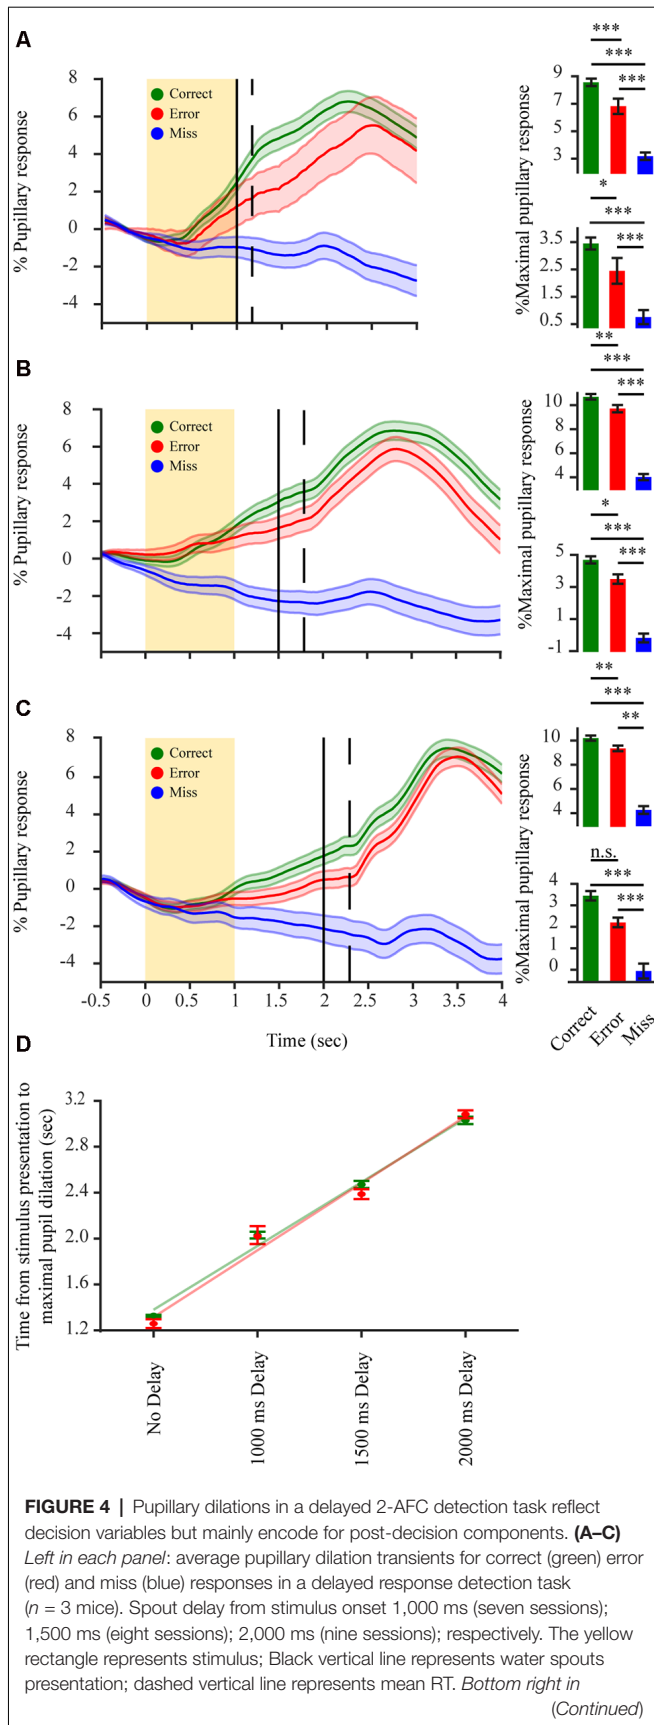 A
***
***
***
8
6
4
2
0
-2
-4
% Pupillary response
Correct
Error
Miss
9
7
5
3
%Maximal Pupillary response
*
***
***
3.5
2.5
1.5
0.5
B
**
***
***
8
6
4
2
0
-2
-4
% Pupillary response
Correct
Error
Miss
10
8
6
4
%Maximal pupillary response
*
***
***
5
3
1
-1
C
**
***
**
8
6
4
2
0
-2
-4
% Pupillary response
Correct
Error
Miss
10
8
6
4
%Maximal pupillary response
n.s.
***
***
4
3
2
1
0
-0.5 0 0.5 1 1.5 2 2.5 3 3.5 4
Time (sec)
Correct
Error
Miss
D
Time from stimulus presentation to
maximal pupil dilation (sec)
3.2
2.8
2.4
2.0
1.6
1.2
No Delay
1000 ms Delay
1500 ms Delay
2000 ms Delay
FIGURE 4 | Pupillary dilations in a delayed 2-AFC detection task reflect
decision variables but mainly encode for post-decision components. (A–C)
Left in each panel: average pupillary dilation transients for correct (green) error
(red) and miss (blue) responses in a delayed response detection task
(n = 3 mice). Spout delay from stimulus onset 1,000 ms (seven sessions);
1,500 ms (eight sessions); 2,000 ms (nine sessions); respectively. The yellow
rectangle represents stimulus; Black vertical line represents water spouts
presentation; dashed vertical line represents mean RT. Bottom right in
(Continued)